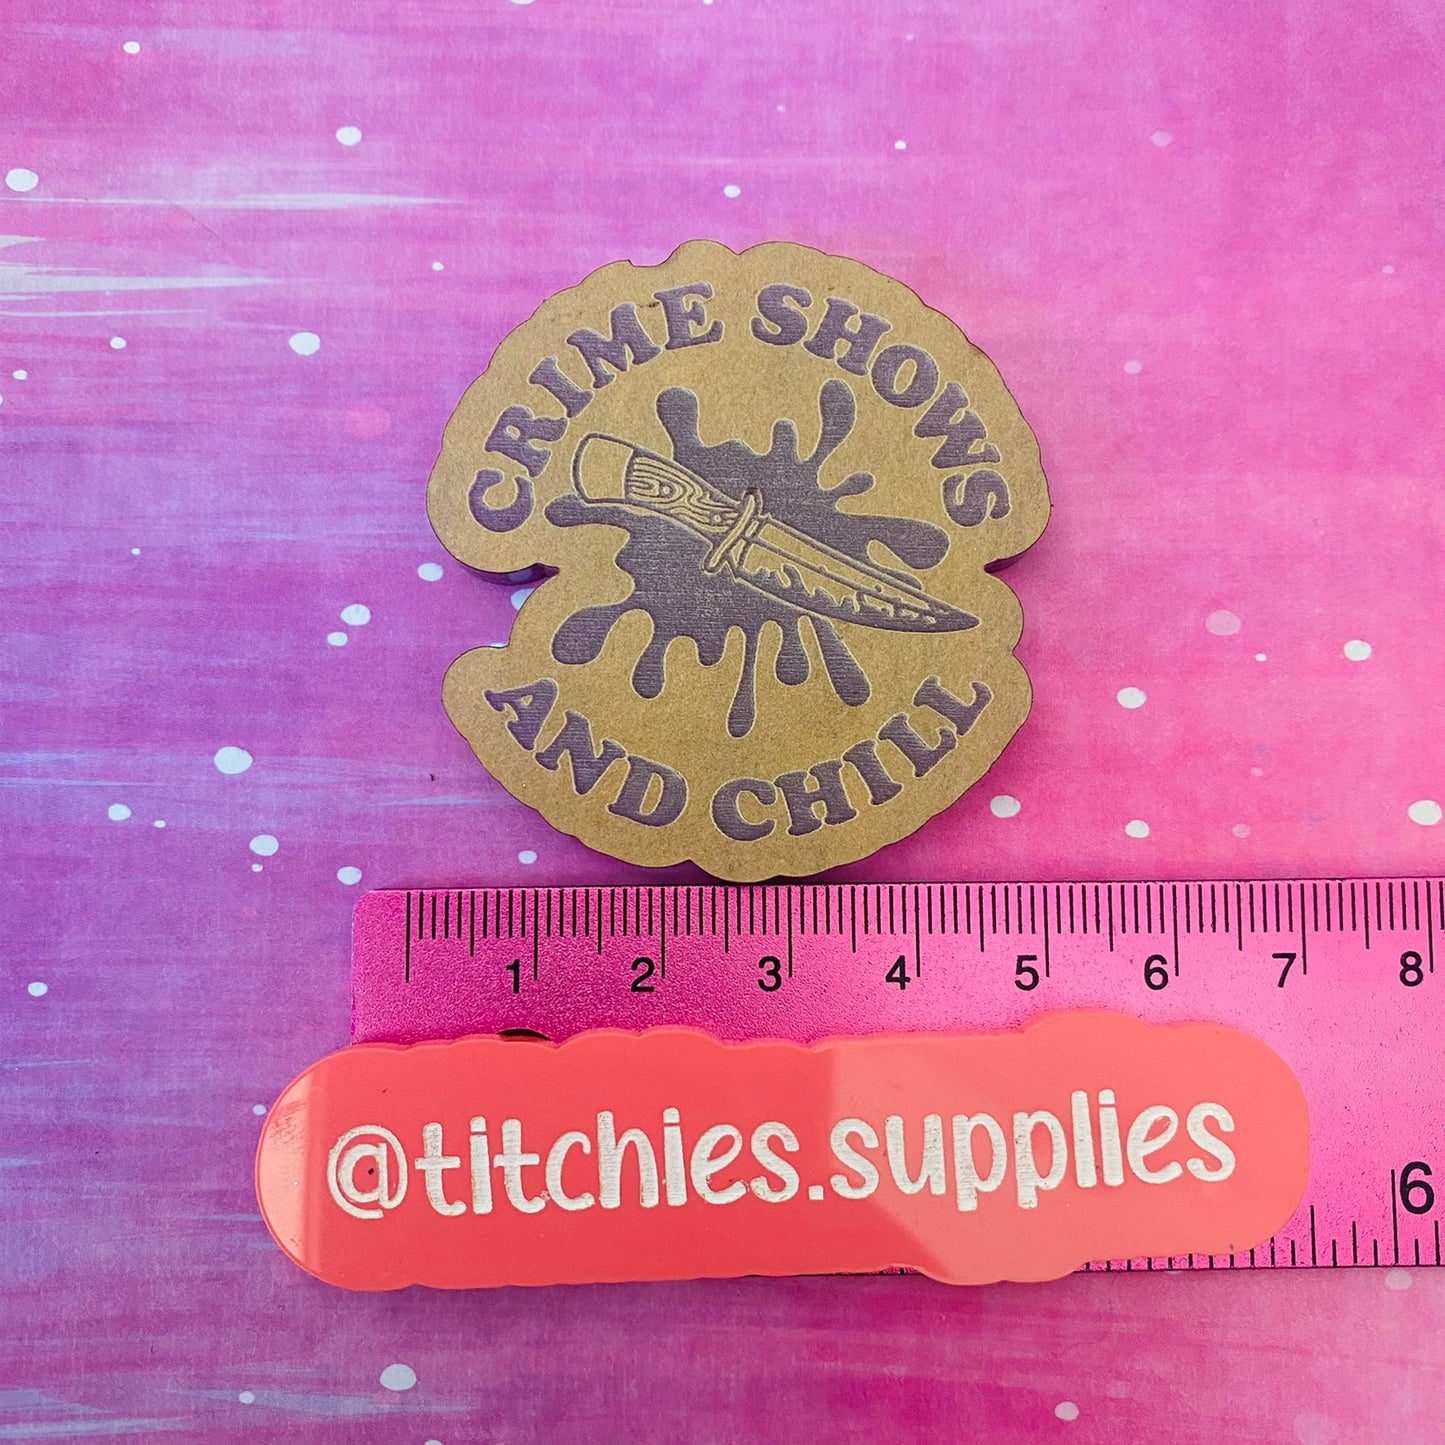 CRIME SHOWS
AND CHILL
1 2 3 4 5 6 7 8
@titchies.supplies
6